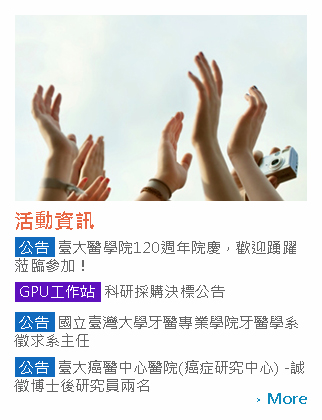 活動資訊
公告 臺大醫學院120週年院慶，歡迎踴躍
蒞臨參加！
GPU工作站 科研採購決標公告
公告 國立臺灣大學牙醫專業學院牙醫學系
徵求系主任
公告 臺大癌醫中心醫院(癌症研究中心) -誠
徵博士後研究員兩名
› More